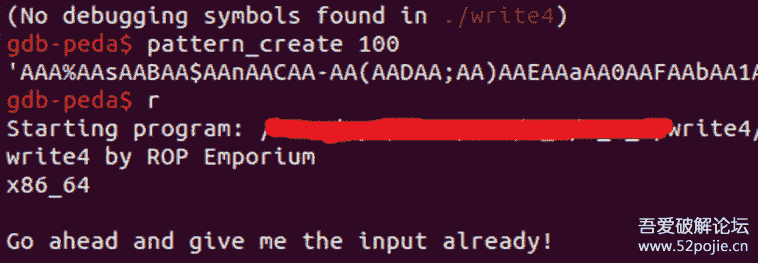 (No debugging symbols found in ./write4)
gdb-peda$ pattern_create 100
'AAA%AAsAABAA$AAnAACAA-AA(AADAA;AA)AAEAAaAA0AAFAAbAA1A
gdb-peda$ r
Starting program: / write4/
write4 by ROP Emporium
x86_64
Go ahead and give me the input already!
吾爱破解论坛
www.52pojie.cn